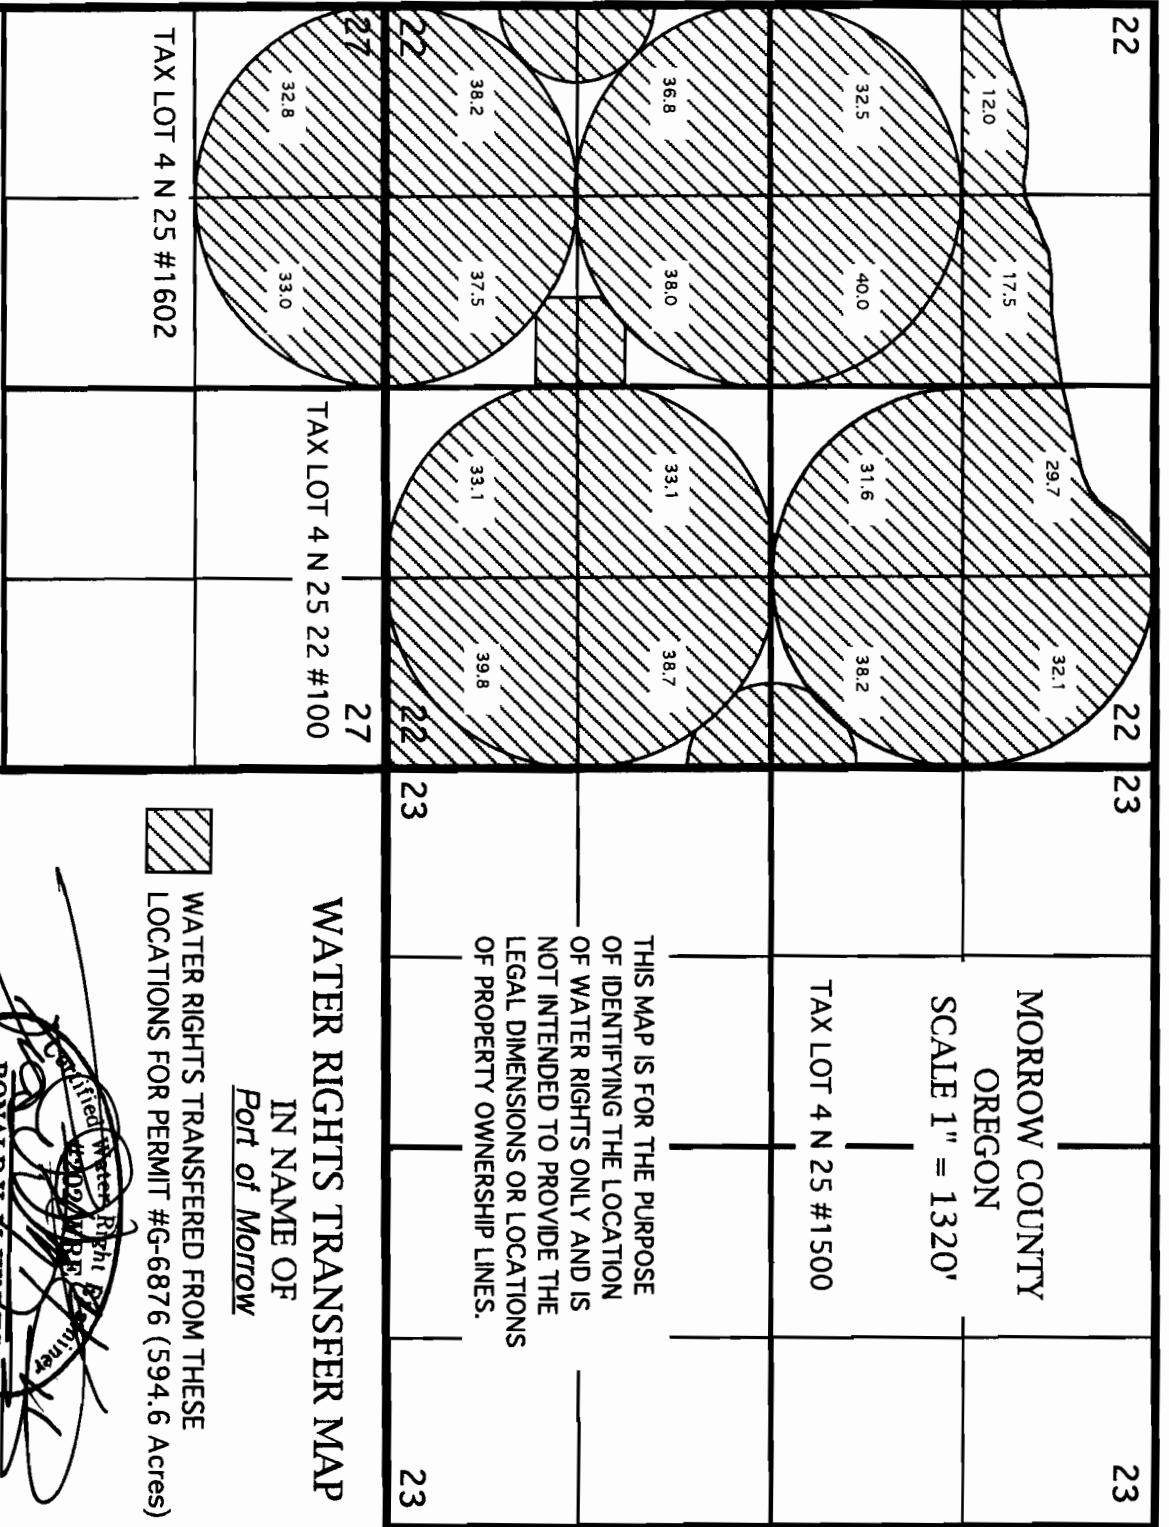 22 22 23 23
29.7 32.1
MORROW COUNTY
12.0 17.5
OREGON
SCALE 1" = 1320'
32.5 40.0 31.6 38.2
TAX LOT 4 N 25 #1500
36.8 38.0 33.1 38.7
THIS MAP IS FOR THE PURPOSE
OF IDENTIFYING THE LOCATION
OF WATER RIGHTS ONLY AND IS
NOT INTENDED TO PROVIDE THE
LEGAL DIMENSIONS OR LOCATIONS
OF PROPERTY OWNERSHIP LINES.
38.2 37.5 33.1 39.8
22 22 23 23
27 27
TAX LOT 4 N 25 22 #100
32.8 33.0
TAX LOT 4 N 25 #1602
WATER RIGHTS TRANSFER MAP
IN NAME OF
Port of Morrow
WATER RIGHTS TRANSFERRED FROM THESE
LOCATIONS FOR PERMIT #G-6876 (594.6 Acres)
Certified Water Right